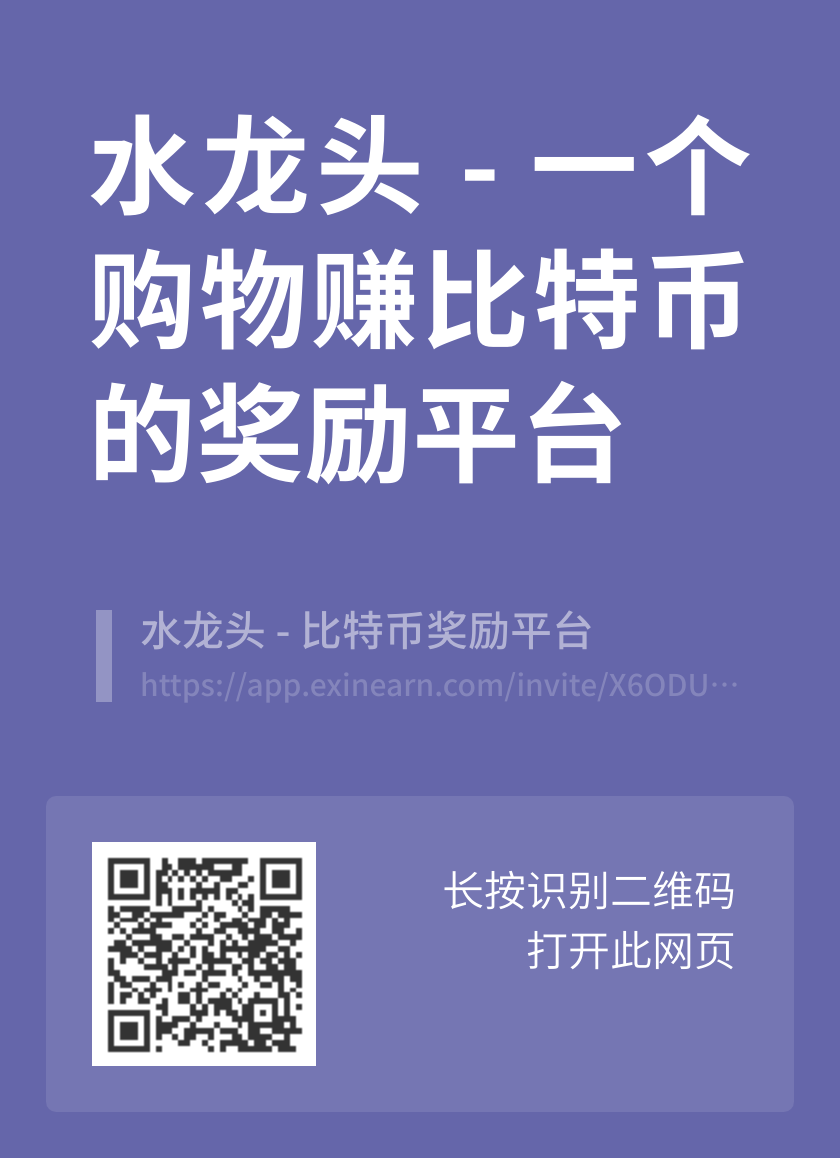 水龙头 - 一个
购物赚比特币
的奖励平台
水龙头 - 比特币奖励平台
https://app.exinearn.com/invite/X6ODU…
长按识别二维码
打开此网页